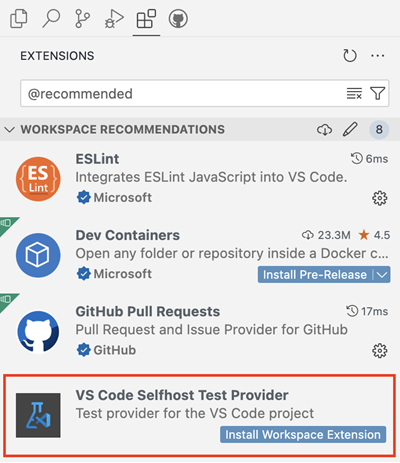 EXTENSIONS
@recommended
WORKSPACE RECOMMENDATIONS 8
ESLint 6ms
Integrates ESLint JavaScript into VS Code.
Microsoft
ES
Lint
Dev Containers 23.3M 4.5
Open any folder or repository inside a Docker c...
Microsoft Install Pre-Release
GitHub Pull Requests 17ms
Pull Request and Issue Provider for GitHub
GitHub
VS Code Selfhost Test Provider
Test provider for the VS Code project
Install Workspace Extension